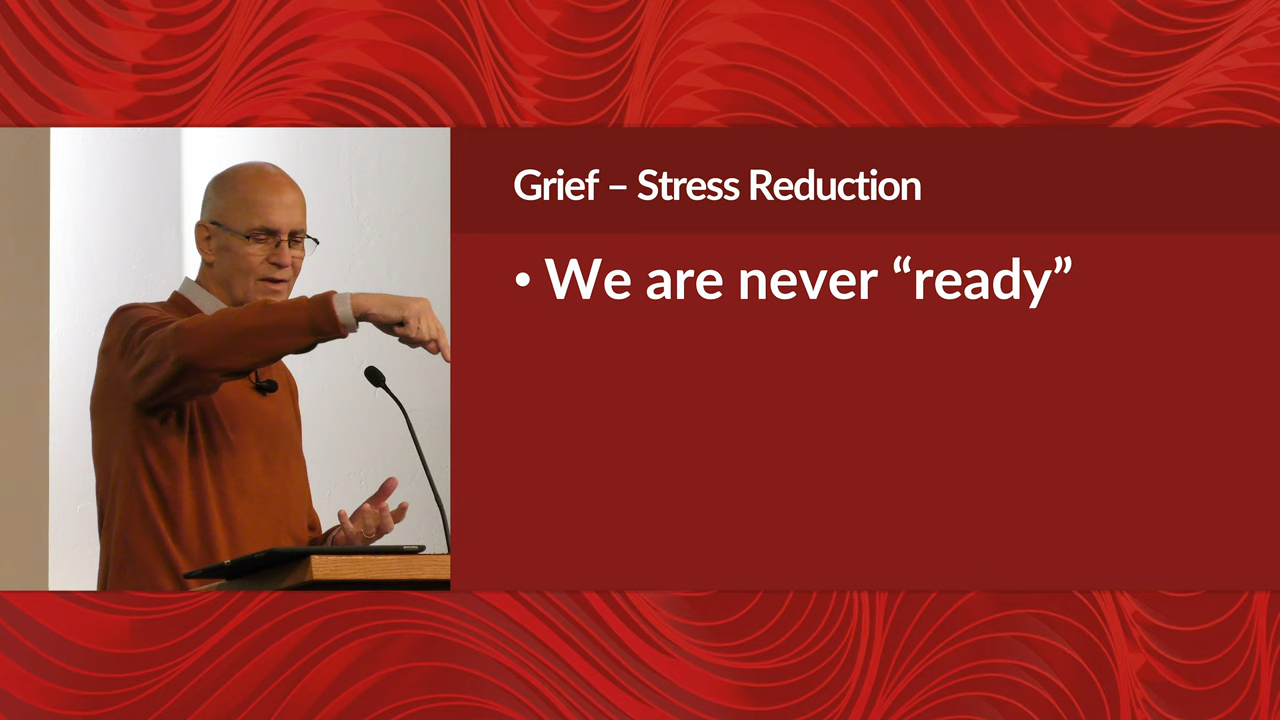 Grief – Stress Reduction
• We are never “ready”